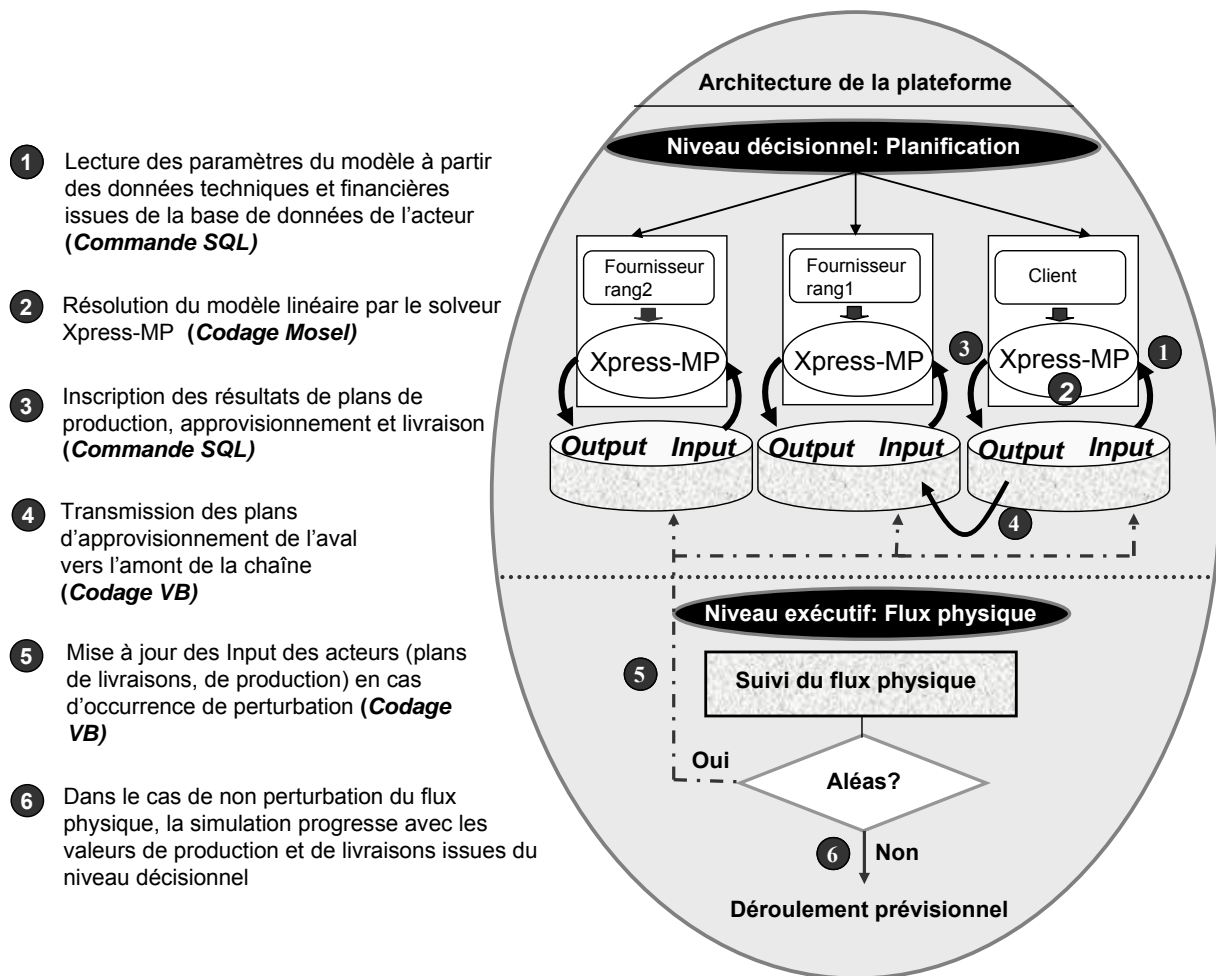 1 Lecture des paramètres du modèle à partir
des données techniques et financières
issues de la base de données de l'acteur
(Commande SQL)
2 Résolution du modèle linéaire par le solveur
Xpress-MP (Codage Mosel)
3 Inscription des résultats de plans de
production, approvisionnement et livraison
(Commande SQL)
4 Transmission des plans
d'approvisionnement de l'aval
vers l'amont de la chaîne
(Codage VB)
5 Mise à jour des Input des acteurs (plans
de livraisons, de production) en cas
d'occurrence de perturbation (Codage
VB)
6 Dans le cas de non perturbation du flux
physique, la simulation progresse avec les
valeurs de production et de livraisons issues du
niveau décisionnel
Architecture de la plateforme
Niveau décisionnel: Planification
Fournisseur
rang2
Xpress-MP
Output Input
Fournisseur
rang1
Xpress-MP
Output Input
Client
3
Xpress-MP
1
2
Output Input
4
Niveau exécutif: Flux physique
5
Suivi du flux physique
Oui
Aléas?
6
Non
Déroulement prévisionnel